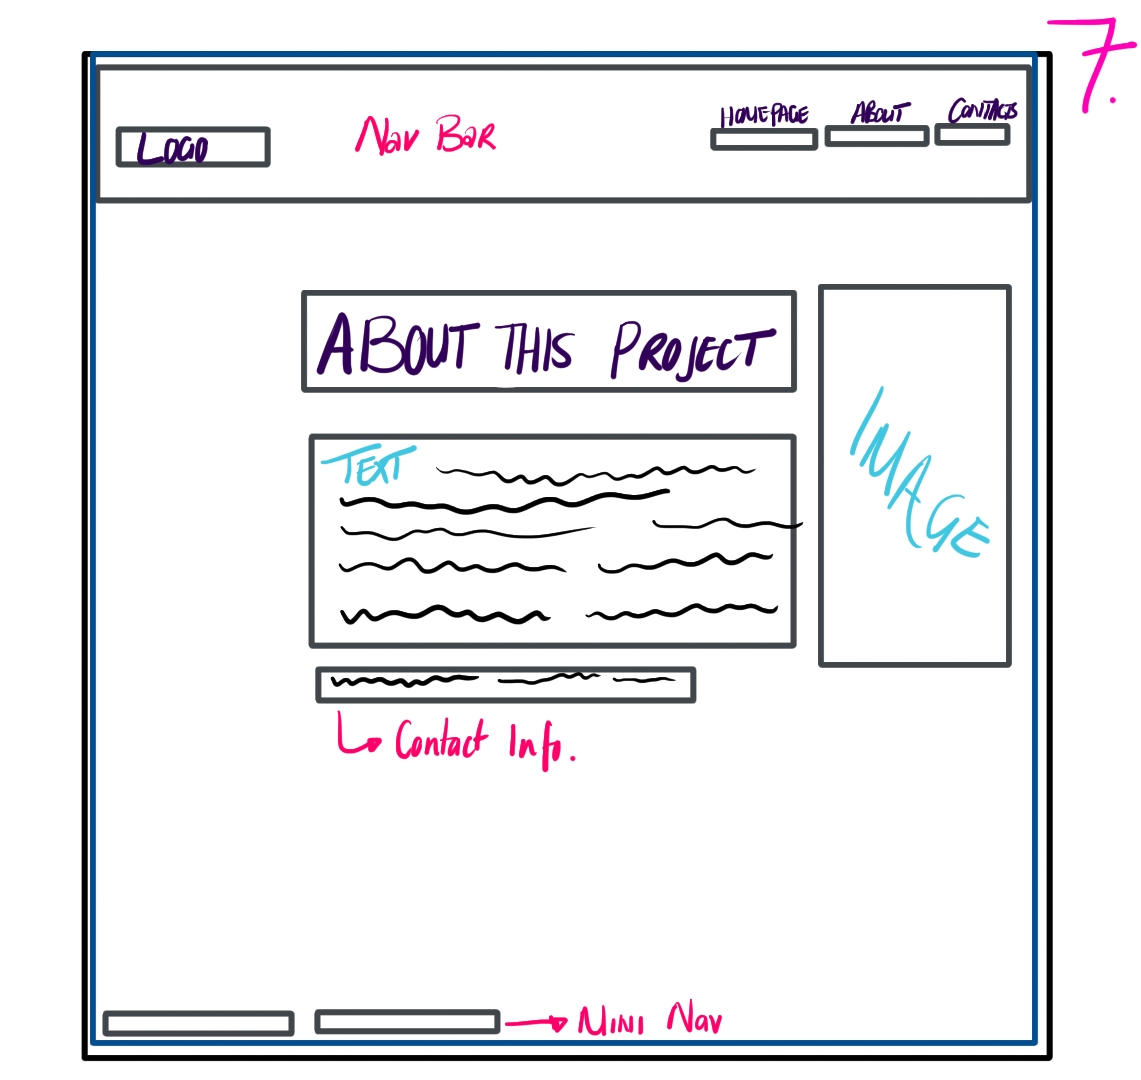 7.
LOGO
Nav BAR
HOMEPAGE
ABOUT
CONTACTS
ABOUT THIS PROJECT
TEXT
IMAGE
Contact Info.
MINI Nav